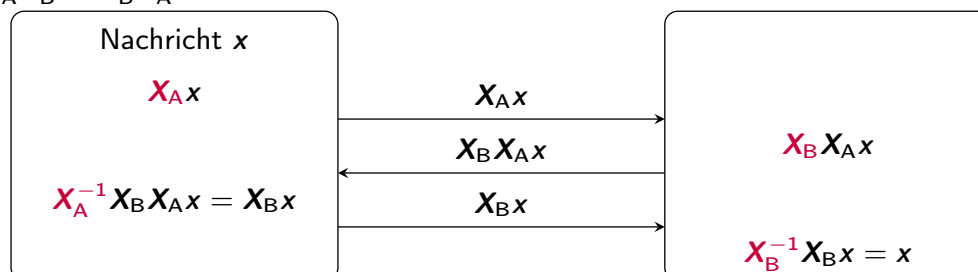 Nachricht x
X_A x
X_A x
X_B X_A x
X_B X_A x
X_A^{-1} X_B X_A x = X_B x
X_B x
X_B^{-1} X_B x = x